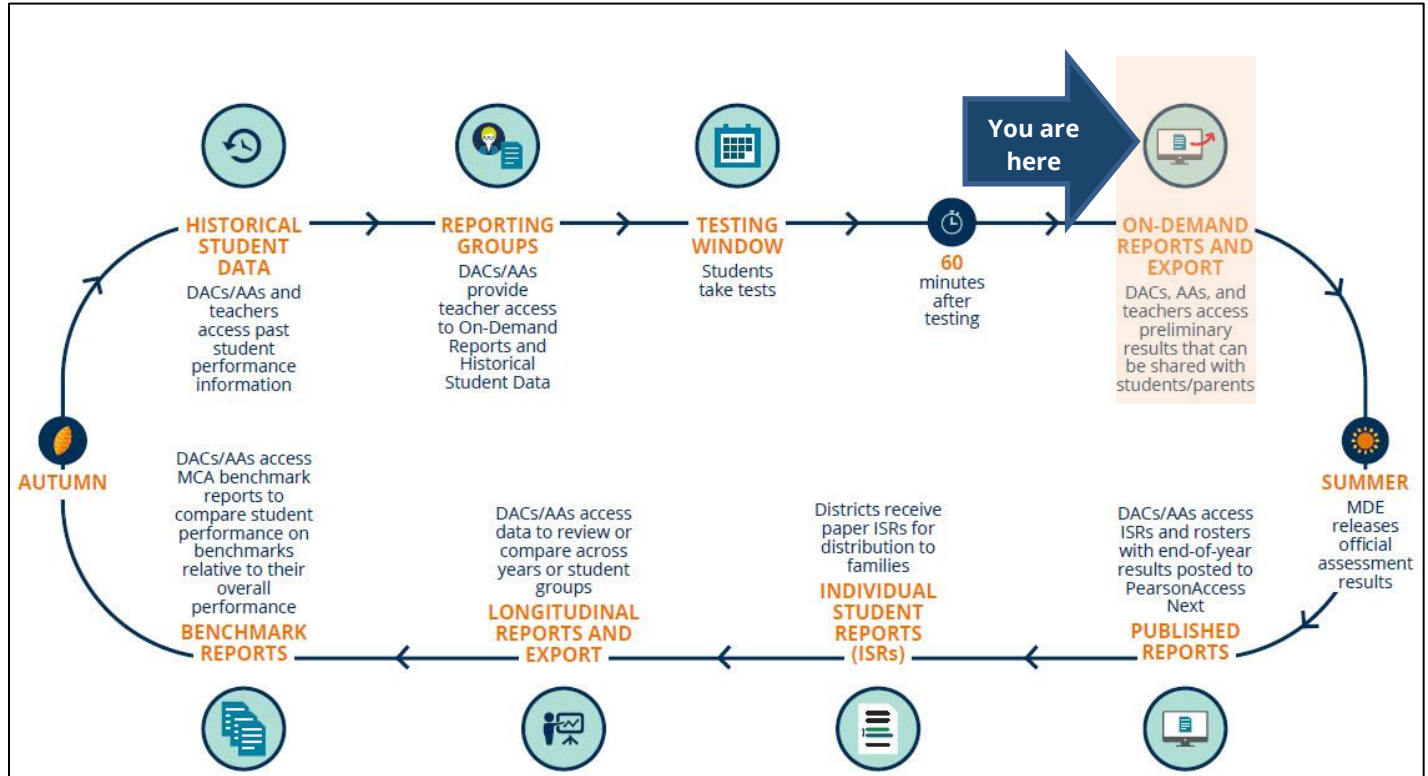 You are
here
HISTORICAL
STUDENT
DATA
DACs/AAs and
teachers
access past
student
performance
information
REPORTING
GROUPS
DACs/AAs
provide
teacher access
to On-Demand
Reports and
Historical
Student Data
TESTING
WINDOW
Students
take tests
60
minutes
after
testing
ON-DEMAND
REPORTS AND
EXPORT
DACs, AAs, and
teachers access
preliminary
results that can
be shared with
students/parents
SUMMER
MDE
releases
official
assessment
results
DACs/AAs access
ISRs and rosters
with end-of-year
results posted to
PearsonAccess
Next
PUBLISHED
REPORTS
Districts receive
paper ISRs for
distribution to
families
INDIVIDUAL
STUDENT
REPORTS
(ISRs)
DACs/AAs access
data to review or
compare across
years or student
groups
LONGITUDINAL
REPORTS AND
EXPORT
DACs/AAs access
MCA benchmark
reports to
compare student
performance on
benchmarks
relative to their
overall
performance
BENCHMARK
REPORTS
AUTUMN